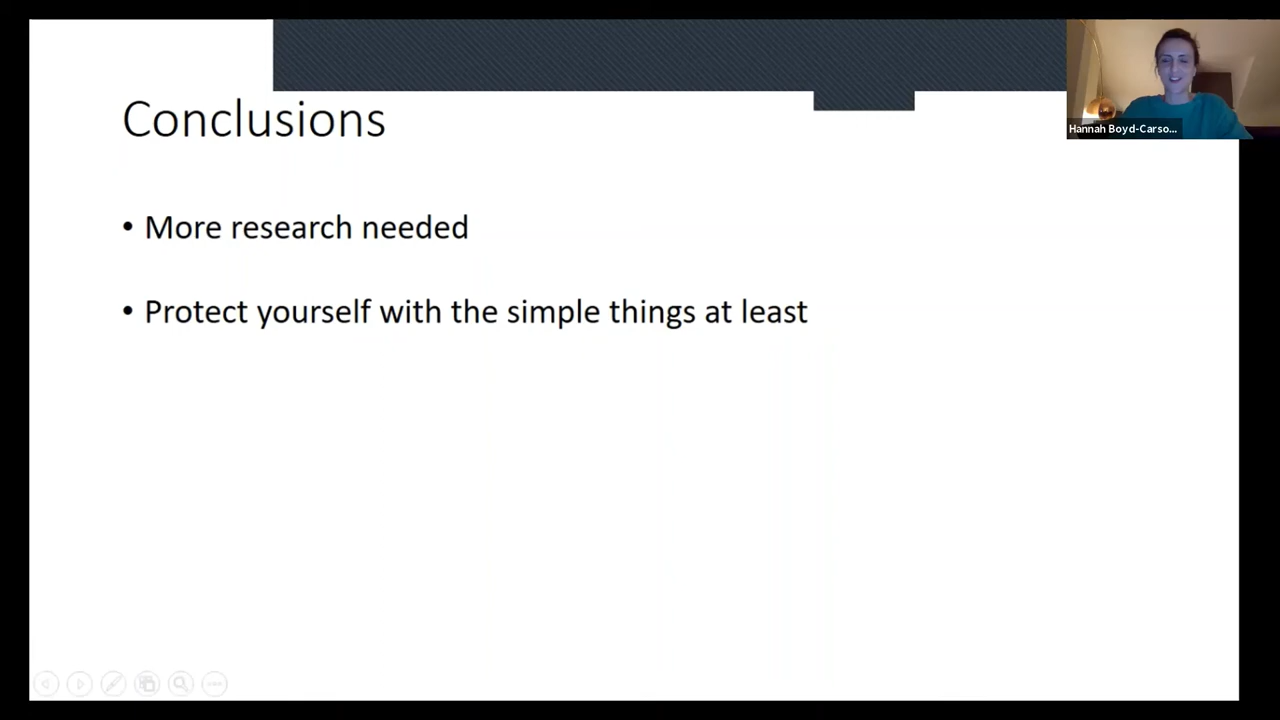 Conclusions
• More research needed
• Protect yourself with the simple things at least
Hannah Boyd-Carso...